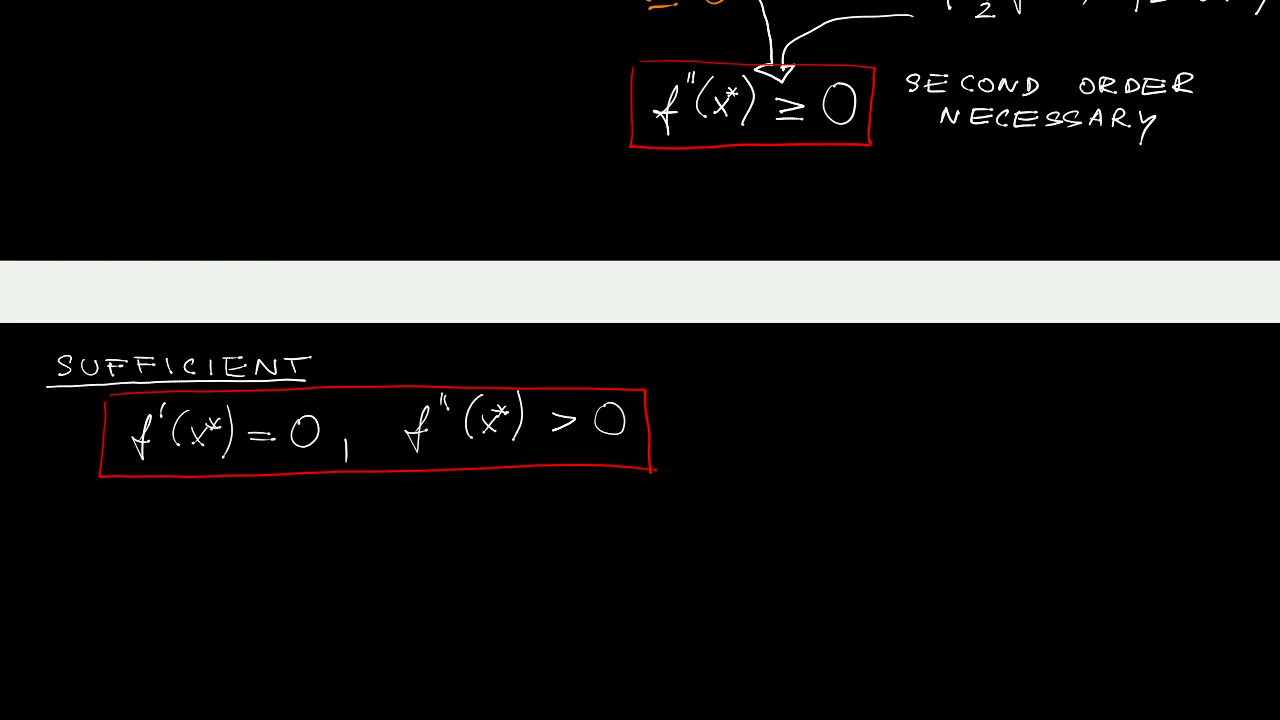 f''(x*) ≥ 0
SECOND ORDER
NECESSARY
SUFFICIENT
f'(x*) = 0, f''(x*) > 0